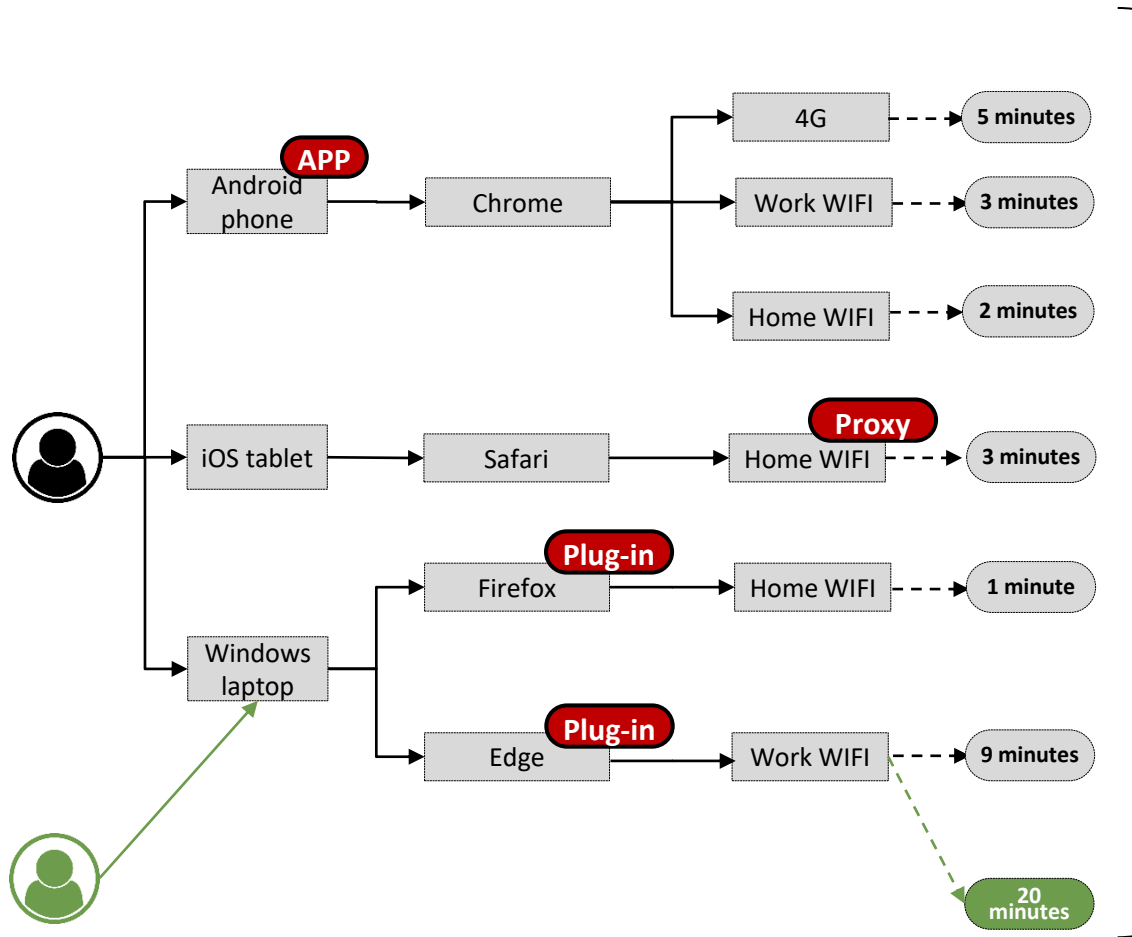 4G
5 minutes
APP
Android
phone
Chrome
Work WIFI
3 minutes
Home WIFI
2 minutes
Proxy
iOS tablet
Safari
Home WIFI
3 minutes
Plug-in
Firefox
Home WIFI
1 minute
Windows
laptop
Plug-in
Edge
Work WIFI
9 minutes
20
minutes